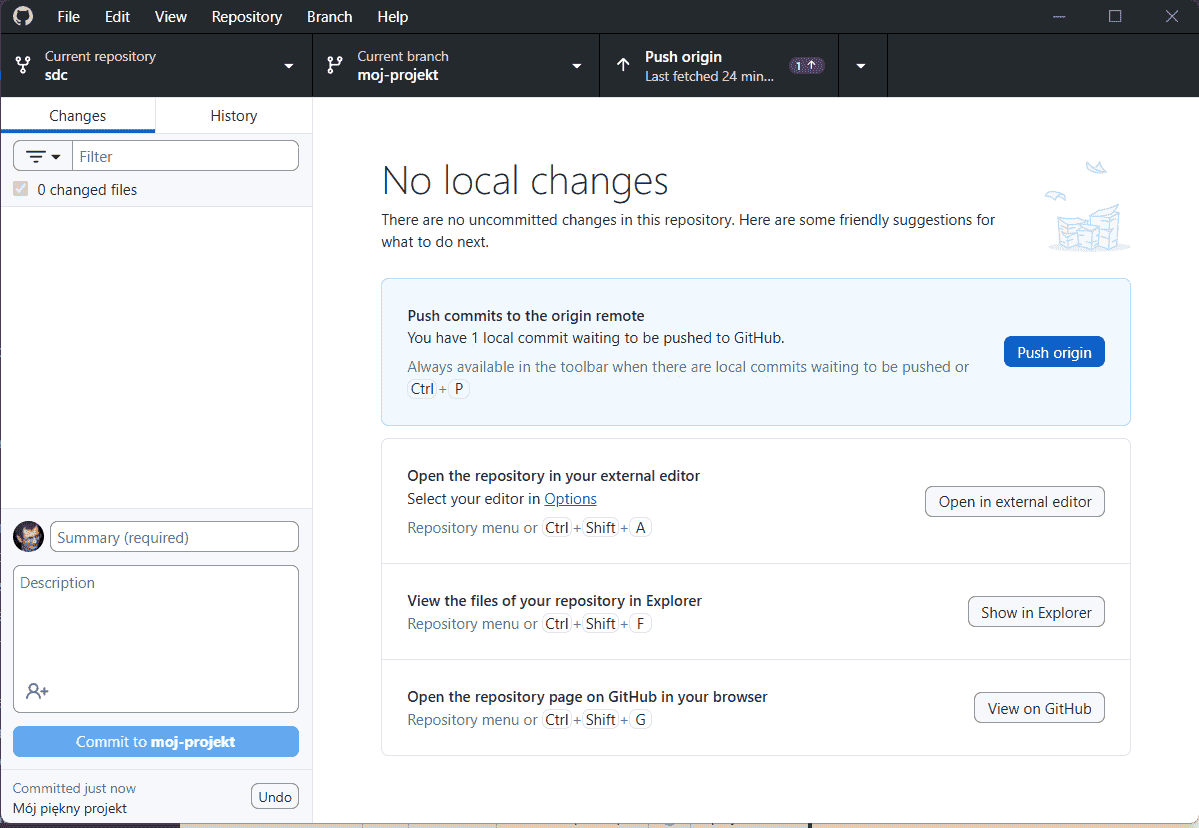 File Edit View Repository Branch Help
Current repository
sdc
Current branch
moj-projekt
Push origin
Last fetched 24 min...
1
Changes History
Filter
0 changed files
No local changes
There are no uncommitted changes in this repository. Here are some friendly suggestions for
what to do next.
Push commits to the origin remote
You have 1 local commit waiting to be pushed to GitHub.
Always available in the toolbar when there are local commits waiting to be pushed or
Ctrl + P
Push origin
Open the repository in your external editor
Select your editor in Options
Repository menu or Ctrl + Shift + A
Open in external editor
View the files of your repository in Explorer
Repository menu or Ctrl + Shift + F
Show in Explorer
Open the repository page on GitHub in your browser
Repository menu or Ctrl + Shift + G
View on GitHub
Summary (required)
Description
Commit to moj-projekt
Committed just now
Mój piękny projekt
Undo